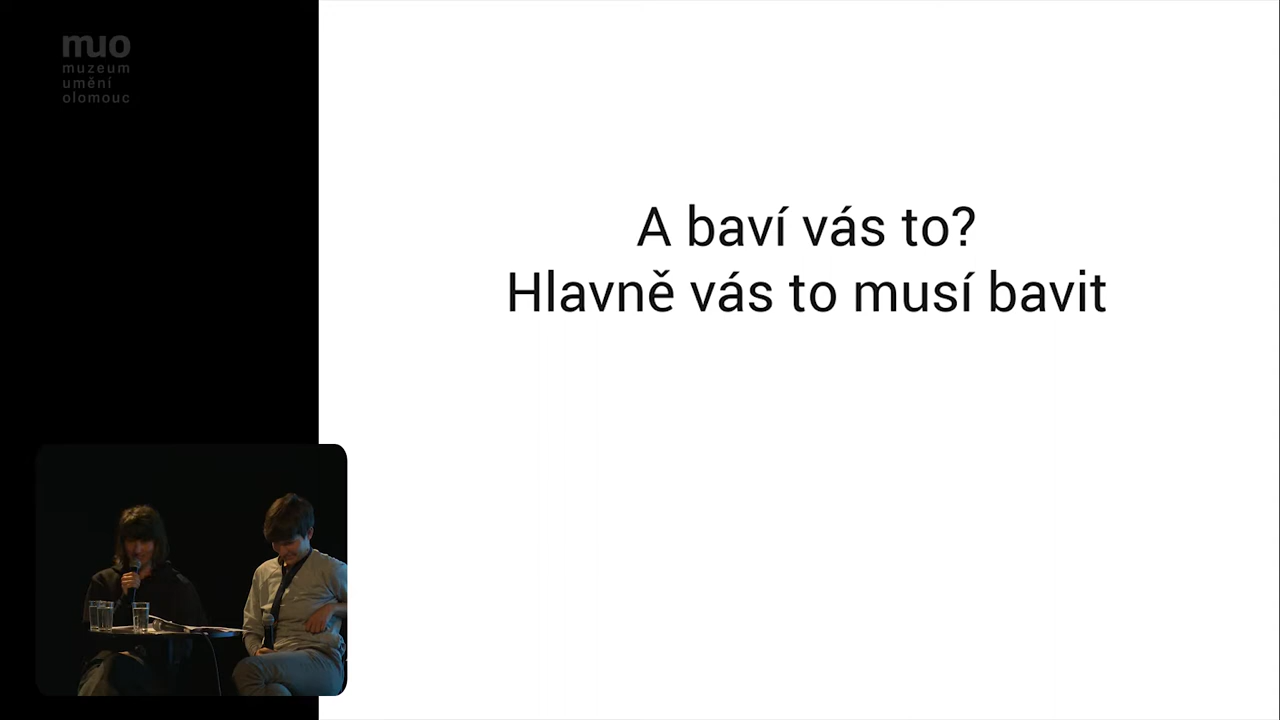 muo
muzeum
umění
olomouc
A baví vás to?
Hlavně vás to musí bavit